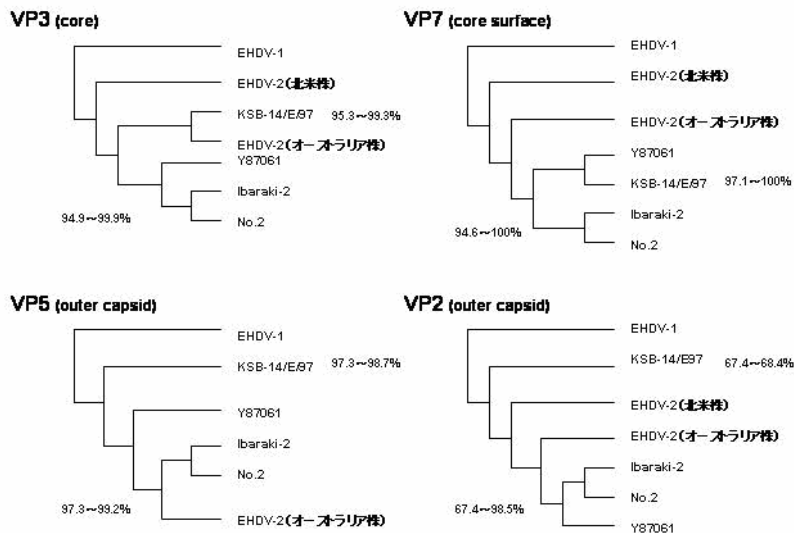 VP3 (core)
EHDV-1
EHDV-2(北米株)
KSB-14/E/97 95.3～99.3%
EHDV-2(オーストラリア株)
Y87061
Ibaraki-2
94.9～99.9%
No.2
VP7 (core surface)
EHDV-1
EHDV-2(北米株)
EHDV-2(オーストラリア株)
Y87061
KSB-14/E/97 97.1～100%
Ibaraki-2
94.6～100%
No.2
VP5 (outer capsid)
EHDV-1
KSB-14/E/97 97.3～98.7%
Y87061
Ibaraki-2
No.2
97.3～99.2%
EHDV-2(オーストラリア株)
VP2 (outer capsid)
EHDV-1
KSB-14/E97 67.4～68.4%
EHDV-2(北米株)
EHDV-2(オーストラリア株)
Ibaraki-2
No.2
67.4～98.5%
Y87061